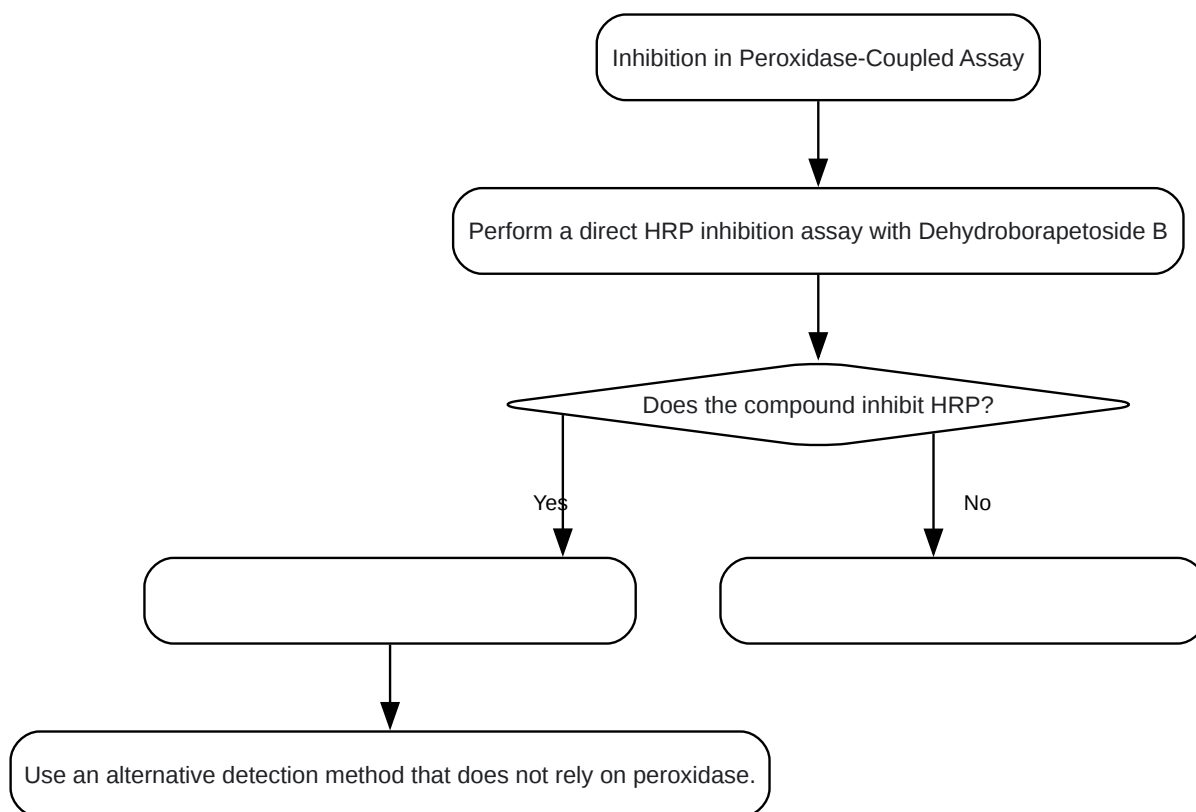 Inhibition in Peroxidase-Coupled Assay
Perform a direct HRP inhibition assay with Dehydroborapetoside B
Does the compound inhibit HRP?
Yes
No
Use an alternative detection method that does not rely on peroxidase.